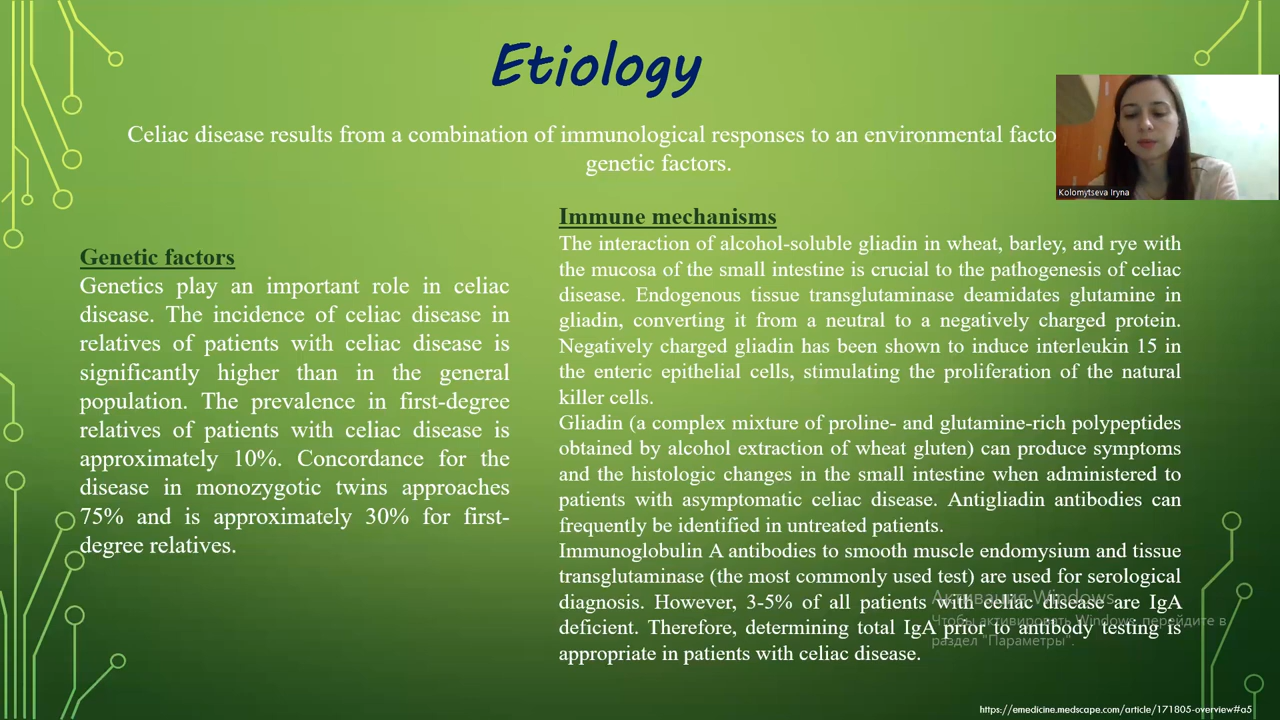 Etiology
Celiac disease results from a combination of immunological responses to an environmental facto
genetic factors.
Kolomytseva Iryna
Genetic factors
Genetics play an important role in celiac
disease. The incidence of celiac disease in
relatives of patients with celiac disease is
significantly higher than in the general
population. The prevalence in first-degree
relatives of patients with celiac disease is
approximately 10%. Concordance for the
disease in monozygotic twins approaches
75% and is approximately 30% for first-
degree relatives.
Immune mechanisms
The interaction of alcohol-soluble gliadin in wheat, barley, and rye with
the mucosa of the small intestine is crucial to the pathogenesis of celiac
disease. Endogenous tissue transglutaminase deamidates glutamine in
gliadin, converting it from a neutral to a negatively charged protein.
Negatively charged gliadin has been shown to induce interleukin 15 in
the enteric epithelial cells, stimulating the proliferation of the natural
killer cells.
Gliadin (a complex mixture of proline- and glutamine-rich polypeptides
obtained by alcohol extraction of wheat gluten) can produce symptoms
and the histologic changes in the small intestine when administered to
patients with asymptomatic celiac disease. Antigliadin antibodies can
frequently be identified in untreated patients.
Immunoglobulin A antibodies to smooth muscle endomysium and tissue
transglutaminase (the most commonly used test) are used for serological
diagnosis. However, 3-5% of all patients with celiac disease are IgA
deficient. Therefore, determining total IgA prior to antibody testing is
appropriate in patients with celiac disease.
Активация Windows
Чтобы активировать Windows, перейдите в
раздел "Параметры".
https://emedicine.medscape.com/article/171805-overview#a5